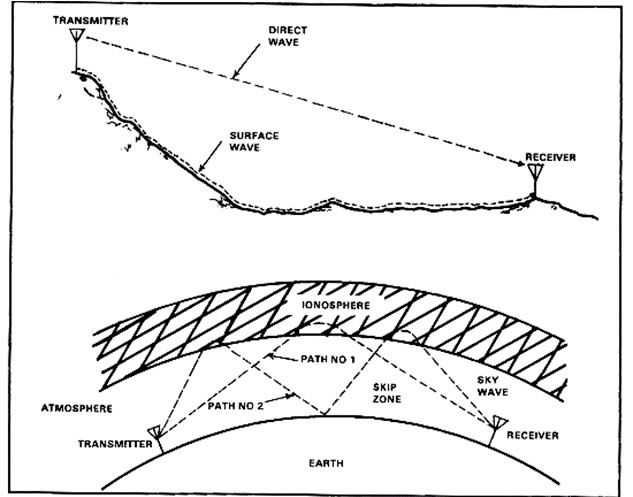 TRANSMITTER
DIRECT
WAVE
SURFACE
WAVE
RECEIVER
IONOSPHERE
PATH NO 1
SKIP
ZONE
SKY
WAVE
PATH NO 2
ATMOSPHERE
TRANSMITTER
RECEIVER
EARTH